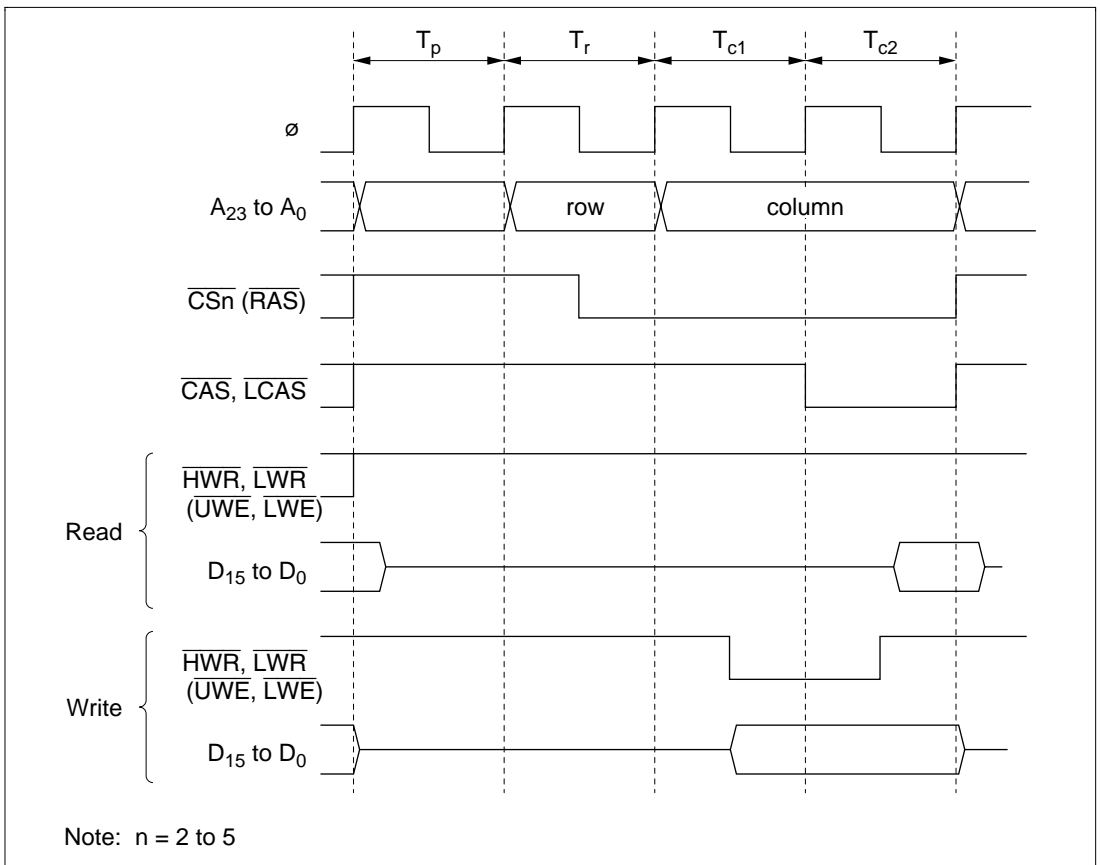 Tp Tr Tc1 Tc2
ø
A23 to A0 row column
CSn (RAS)
CAS, LCAS
HWR, LWR
(UWE, LWE)
Read
D15 to D0
HWR, LWR
(UWE, LWE)
Write
D15 to D0
Note: n = 2 to 5